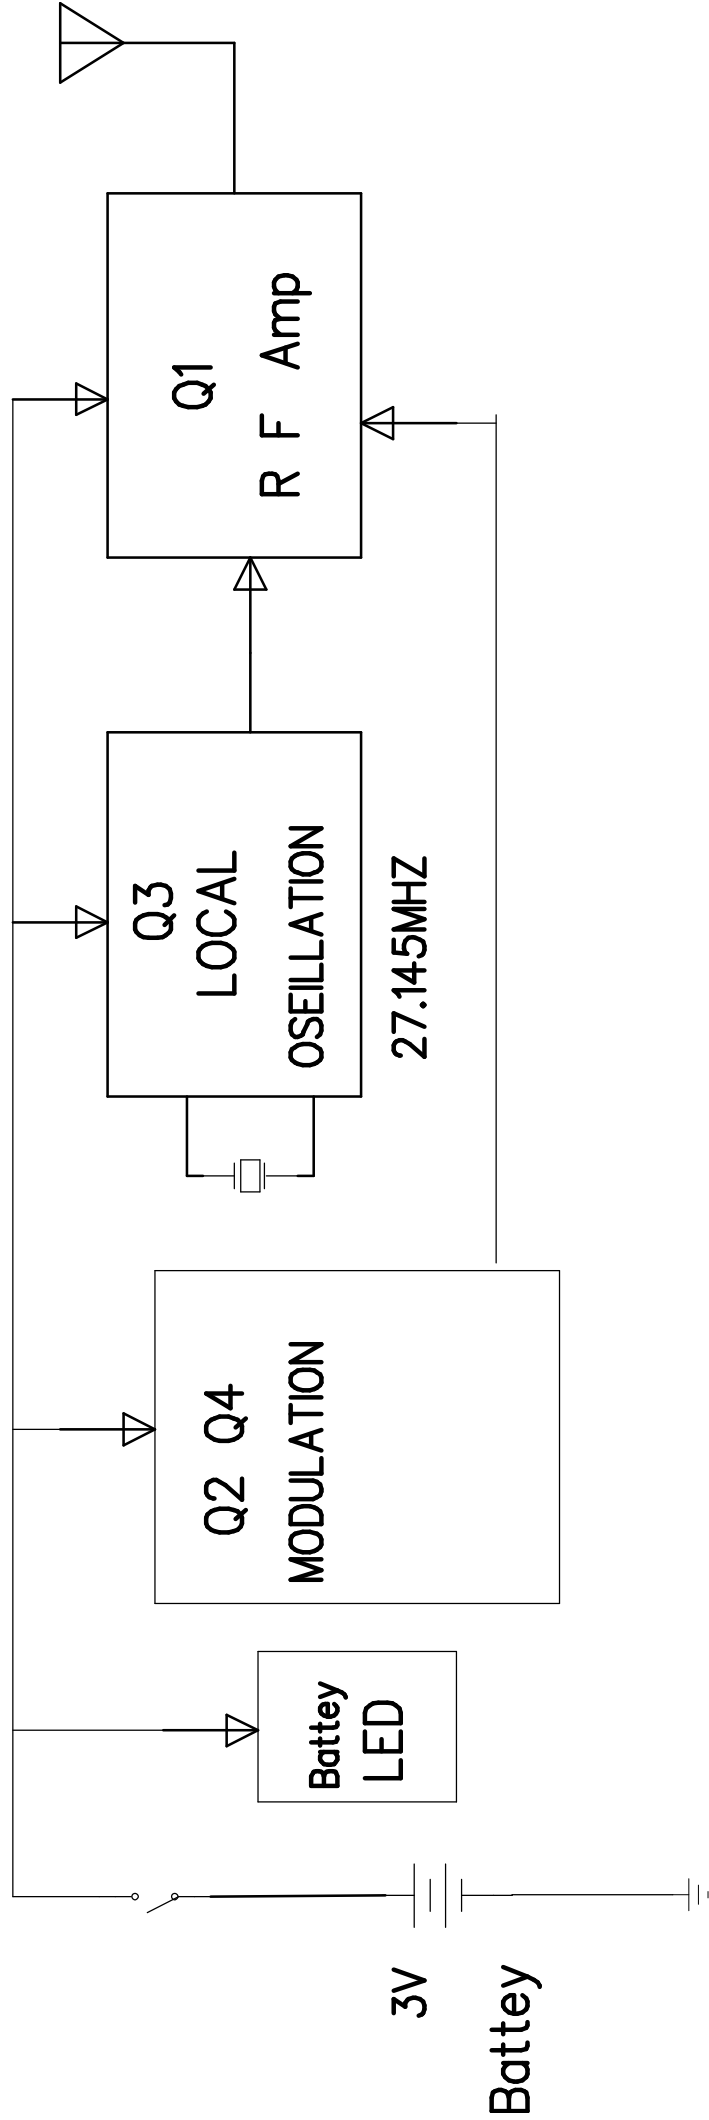 3V
Battey
Battey
LED
Q2 Q4
MODULATION
Q3
LOCAL
OSEILLATION
27.145MHZ
Q1
R F Amp